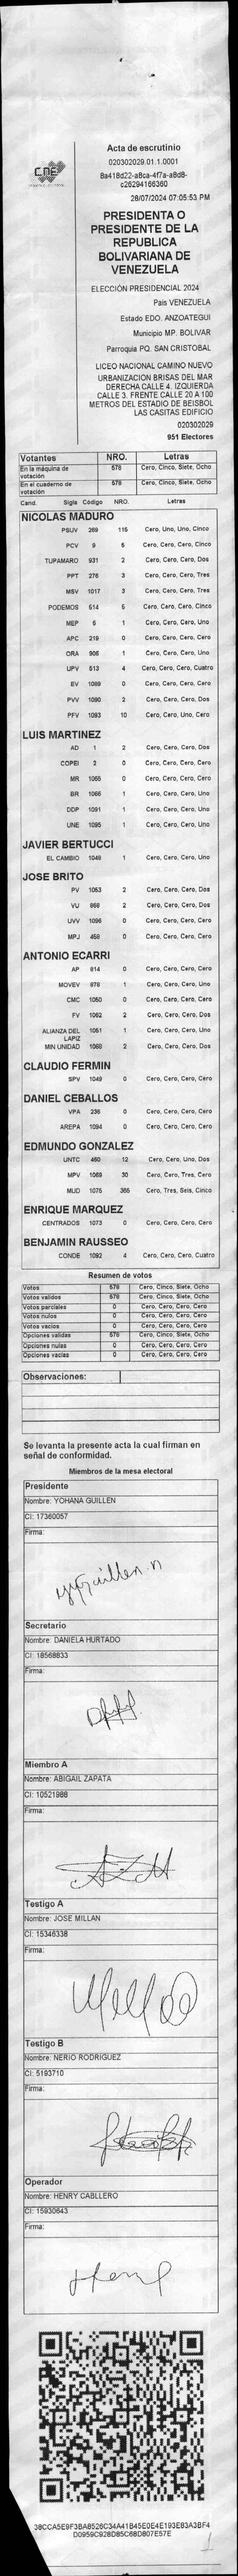 CNE
Acta de escrutinio
020302029.01.1.0001
8a418d22-a8ca-4f7a-a8d8-
c26294166360
28/07/2024 07:05:53 PM
PRESIDENTA O
PRESIDENTE DE LA
REPUBLICA
BOLIVARIANA DE
VENEZUELA
ELECCIÓN PRESIDENCIAL 2024
País VENEZUELA
Estado EDO. ANZOATEGUI
Municipio MP. BOLIVAR
Parroquia PQ. SAN CRISTOBAL
LICEO NACIONAL CAMINO NUEVO
URBANIZACIÓN BRISAS DEL MAR
DERECHA CALLE 4. IZQUIERDA
CALLE 3. FRENTE CALLE 20 A 100
METROS DEL ESTADIO DE BEISBOL
LAS CASITAS EDIFICIO
020302029
951 Electores
Votantes NRO. Letras
En la máquina de votación 578 Cero, Cinco, Siete, Ocho
En el cuaderno de votación 578 Cero, Cinco, Siete, Ocho
Cand. Sigla Código NRO. Letras
NICOLAS MADURO
PSUV 269 115 Cero, Uno, Uno, Cinco
PCV 9 5 Cero, Cero, Cero, Cinco
TUPAMARO 931 2 Cero, Cero, Cero, Dos
PPT 276 3 Cero, Cero, Cero, Tres
MSV 1017 3 Cero, Cero, Cero, Tres
PODEMOS 514 5 Cero, Cero, Cero, Cinco
MEP 6 1 Cero, Cero, Cero, Uno
APC 219 0 Cero, Cero, Cero, Cero
ORA 906 1 Cero, Cero, Cero, Uno
UPV 513 4 Cero, Cero, Cero, Cuatro
EV 1089 0 Cero, Cero, Cero, Cero
PVV 1090 2 Cero, Cero, Cero, Dos
PFV 1093 10 Cero, Cero, Uno, Cero
LUIS MARTINEZ
AD 1 2 Cero, Cero, Cero, Dos
COPEI 2 0 Cero, Cero, Cero, Cero
MR 1065 0 Cero, Cero, Cero, Cero
BR 1066 1 Cero, Cero, Cero, Uno
DDP 1091 1 Cero, Cero, Cero, Uno
UNE 1095 1 Cero, Cero, Cero, Uno
JAVIER BERTUCCI
EL CAMBIO 1048 1 Cero, Cero, Cero, Uno
JOSE BRITO
PV 1053 2 Cero, Cero, Cero, Dos
VU 868 2 Cero, Cero, Cero, Dos
UVV 1096 0 Cero, Cero, Cero, Cero
MPJ 458 0 Cero, Cero, Cero, Cero
ANTONIO ECARRI
AP 814 0 Cero, Cero, Cero, Cero
MOVEV 878 1 Cero, Cero, Cero, Uno
CMC 1050 0 Cero, Cero, Cero, Cero
FV 1062 2 Cero, Cero, Cero, Dos
ALIANZA DEL LAPIZ 1051 1 Cero, Cero, Cero, Uno
MIN UNIDAD 1088 2 Cero, Cero, Cero, Dos
CLAUDIO FERMIN
SPV 1049 0 Cero, Cero, Cero, Cero
DANIEL CEBALLOS
VPA 236 0 Cero, Cero, Cero, Cero
AREPA 1094 0 Cero, Cero, Cero, Cero
EDMUNDO GONZALEZ
UNTC 460 12 Cero, Cero, Uno, Dos
MPV 1069 30 Cero, Cero, Tres, Cero
MUD 1075 365 Cero, Tres, Seis, Cinco
ENRIQUE MARQUEZ
CENTRADOS 1073 0 Cero, Cero, Cero, Cero
BENJAMIN RAUSSEO
CONDE 1092 4 Cero, Cero, Cero, Cuatro
Resumen de votos
Votos 578 Cero, Cinco, Siete, Ocho
Votos validos 578 Cero, Cinco, Siete, Ocho
Votos parciales 0 Cero, Cero, Cero, Cero
Votos nulos 0 Cero, Cero, Cero, Cero
Votos vacios 0 Cero, Cero, Cero, Cero
Opciones validas 578 Cero, Cinco, Siete, Ocho
Opciones nulas 0 Cero, Cero, Cero, Cero
Opciones vacias 0 Cero, Cero, Cero, Cero
Observaciones:
Se levanta la presente acta la cual firman en
señal de conformidad.
Miembros de la mesa electoral
Presidente
Nombre: YOHANA GUILLEN
CI: 17360057
Firma:
Secretario
Nombre: DANIELA HURTADO
CI: 18568833
Firma:
Miembro A
Nombre: ABIGAIL ZAPATA
CI: 10521988
Firma:
Testigo A
Nombre: JOSE MILLAN
CI: 15346338
Firma:
Testigo B
Nombre: NERIO RODRIGUEZ
CI: 5193710
Firma:
Operador
Nombre: HENRY CABLLERO
CI: 15930643
Firma:
38CCA5E9F3BA8526C34A41B45E0E4E193E83A3BF4
D0959C928D85C68D807E57E